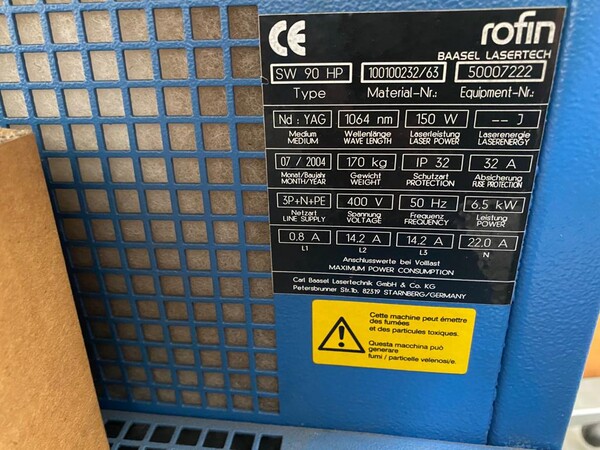 CE
rofin
BAASEL LASERTECH
SW 90 HP 100100232/63 50007222
Type Material-Nr.: Equipment-Nr.:
Nd : YAG 1064 nm 150 W -- J
Medium Wellenlänge Laserleistung Laserenergie
MEDIUM WAVE LENGTH LASER POWER LASERENERGY
07 / 2004 170 kg IP 32 32 A
Monat/Baujahr Gewicht Schutzart Absicherung
MONTH/YEAR WEIGHT PROTECTION FUSE PROTECTION
3P+N+PE 400 V 50 Hz 6,5 kW
Netzart Spannung Frequenz Leistung
LINE SUPPLY VOLTAGE FREQUENCY POWER
0.8 A 14.2 A 14.2 A 22.0 A
L1 L2 L3 N
Anschlusswerte bei Volllast
MAXIMUM POWER CONSUMPTION
Carl Baasel Lasertechnik GmbH & Co. KG
Petersbrunner Str.1b, 82319 STARNBERG/GERMANY
Cette machine peut émettre
des fumées
et des particules toxiques.
Questa macchina può
generare
fumi / particelle velenosi/e.